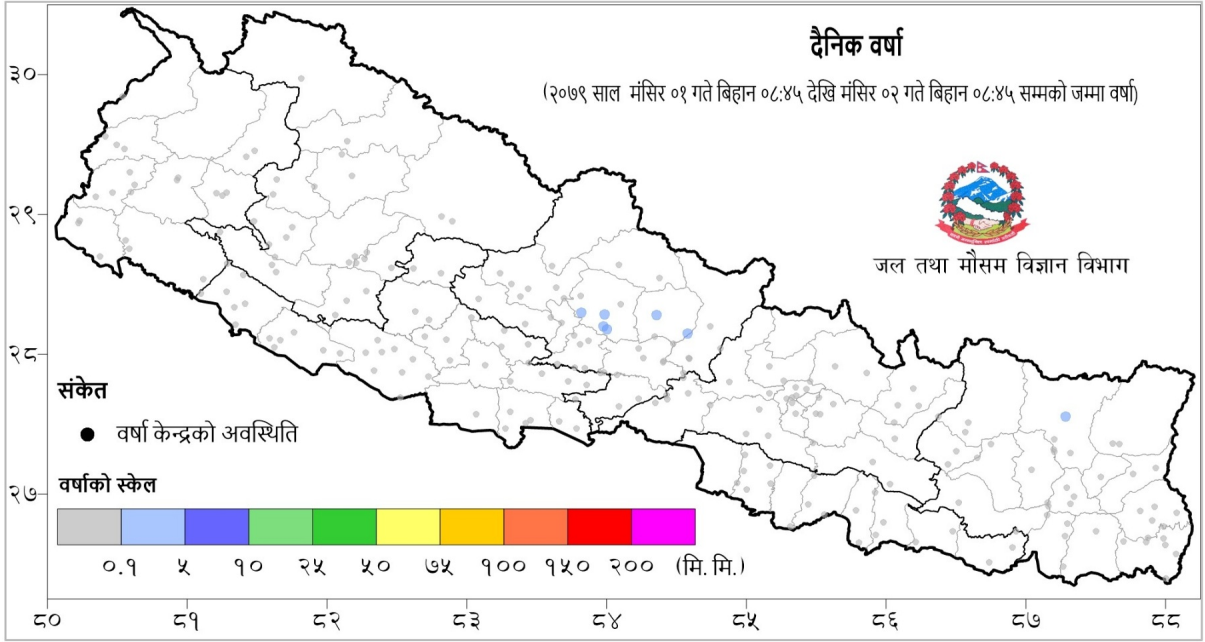 दैनिक वर्षा
(२०७९ साल मंसिर ०१ गते बिहान ०८:४५ देखि मंसिर ०२ गते बिहान ०८:४५ सम्मको जम्मा वर्षा)
जल तथा मौसम विज्ञान विभाग
३०
२९
२८
२७
संकेत
वर्षा केन्द्रको अवस्थिति
वर्षाको स्केल
०.१ ५ १० २५ ५० ७५ १०० १५० २०० (मि. मि.)
८० ८१ ८२ ८३ ८४ ८५ ८६ ८७ ८८